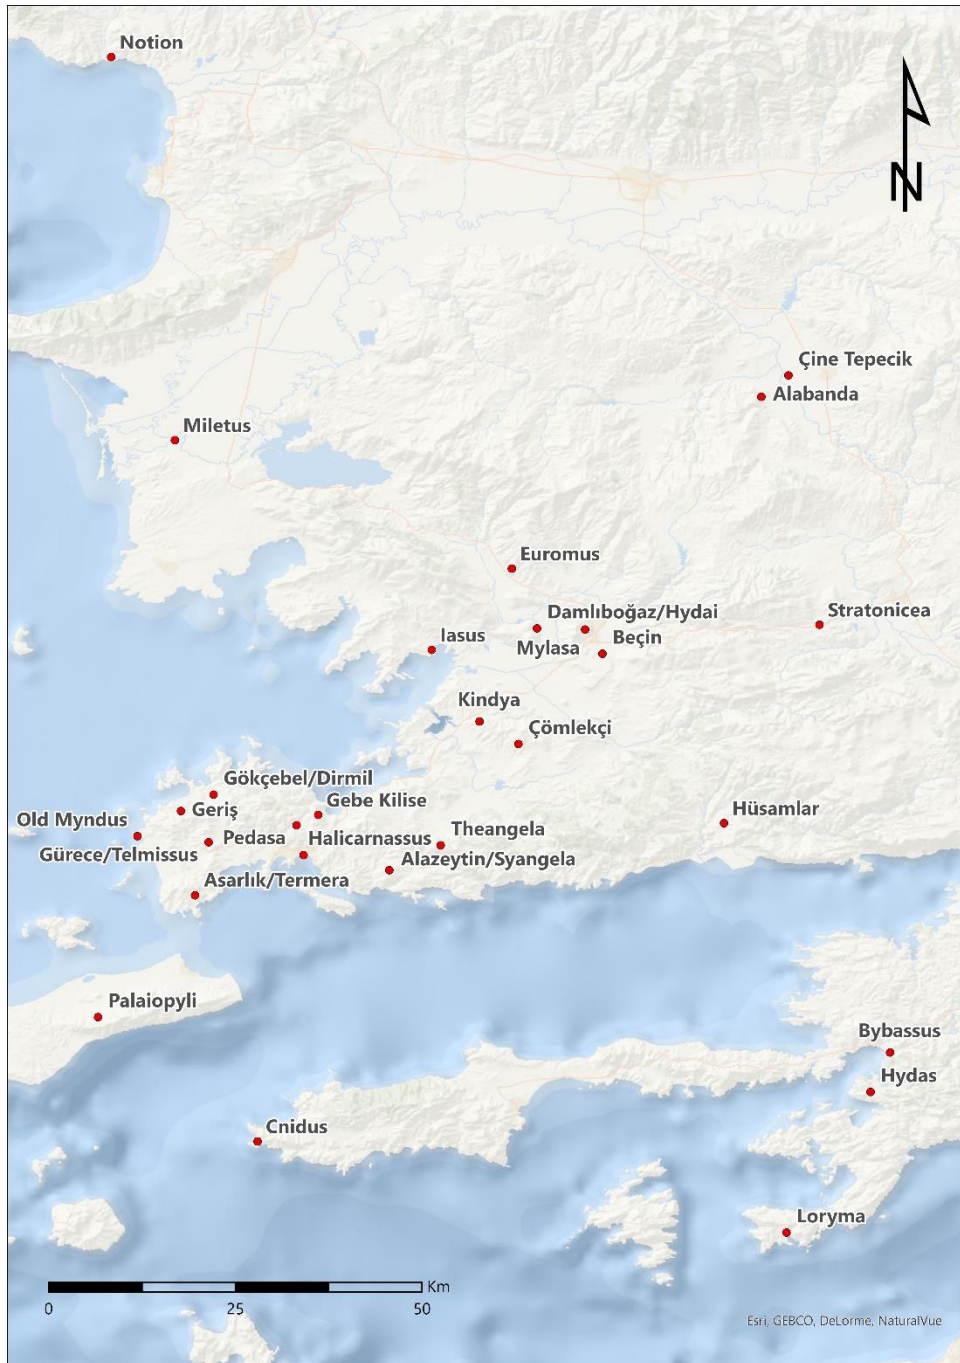 Notion
N
Çine Tepecik
Alabanda
Miletus
Euromus
Damlıboğaz/Hydai
Stratonicea
Iasus
Mylasa
Beçin
Kindya
Çömlekçi
Gökçebel/Dirmil
Gebe Kilise
Geriş
Hüsamlar
Old Myndus
Pedasa
Halicarnassus
Theangela
Gürece/Telmissus
Alazeytin/Syangela
Asarlık/Termera
Palaiopyli
Bybassus
Hydas
Cnidus
Loryma
Km
0 25 50
Esri, GEBCO, DeLorme, NaturalVue